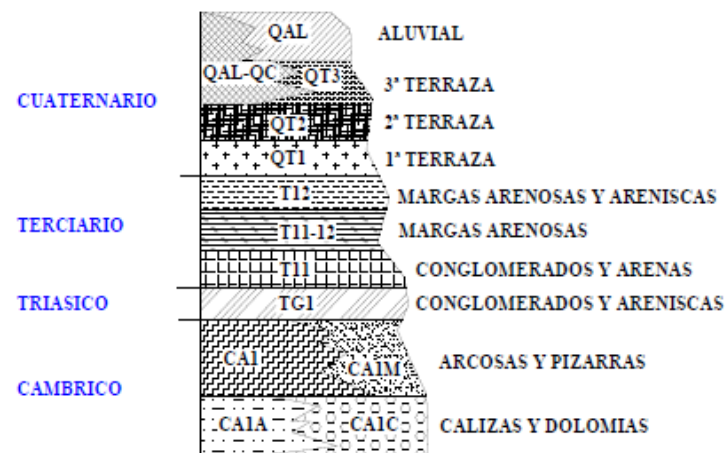 QAL ALUVIAL
QAL-QC QT3 3ª TERRAZA
CUATERNARIO
QT2 2ª TERRAZA
QT1 1ª TERRAZA
T12 MARGAS ARENOSAS Y ARENISCAS
TERCIARIO T11-12 MARGAS ARENOSAS
T11 CONGLOMERADOS Y ARENAS
TRIASICO TG1 CONGLOMERADOS Y ARENISCAS
CA1 CA1M ARCOSAS Y PIZARRAS
CAMBRICO
CA1A CA1C CALIZAS Y DOLOMIAS